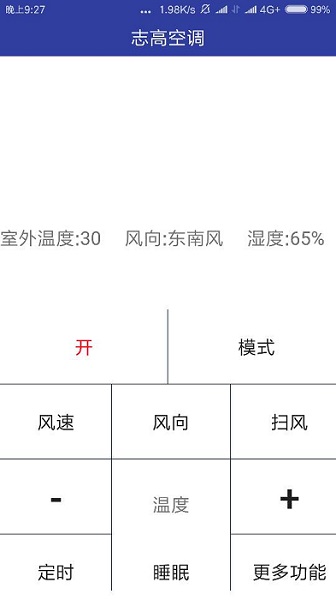 晚上9:27 ... 1.98K/s 4G+ 99%
志高空调
室外温度:30 风向:东南风 湿度:65%
开 模式
风速 风向 扫风
- 温度 +
定时 睡眠 更多功能